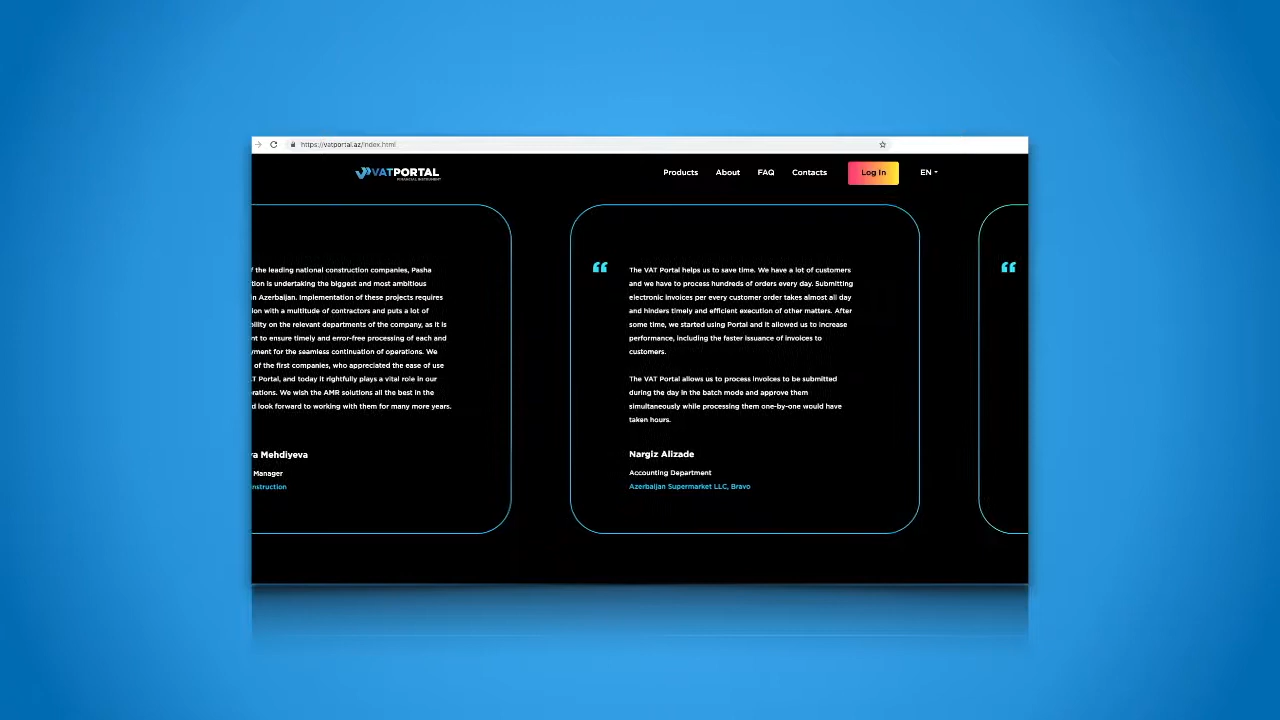 https://vatportal.az/index.html
VATPORTAL
FINANCIAL INSTRUMENT
Products
About
FAQ
Contacts
Log In
EN
the leading national construction companies, Pasha
is undertaking the biggest and most ambitious
in Azerbaijan. Implementation of these projects requires
with a multitude of contractors and puts a lot of
on the relevant departments of the company, as it is
to ensure timely and error-free processing of each and
for the seamless continuation of operations. We
of the first companies, who appreciated the ease of use
Portal, and today it rightfully plays a vital role in our
We wish the AMR solutions all the best in the
look forward to working with them for many more years.
Mehdiyeva
Manager
“
The VAT Portal helps us to save time. We have a lot of customers
and we have to process hundreds of orders every day. Submitting
electronic invoices per every customer order takes almost all day
and hinders timely and efficient execution of other matters. After
some time, we started using Portal and it allowed us to increase
performance, including the faster issuance of invoices to
customers.
The VAT Portal allows us to process invoices to be submitted
during the day in the batch mode and approve them
simultaneously while processing them one-by-one would have
taken hours.
Nargiz Alizade
Accounting Department
Azerbaijan Supermarket LLC, Bravo
“